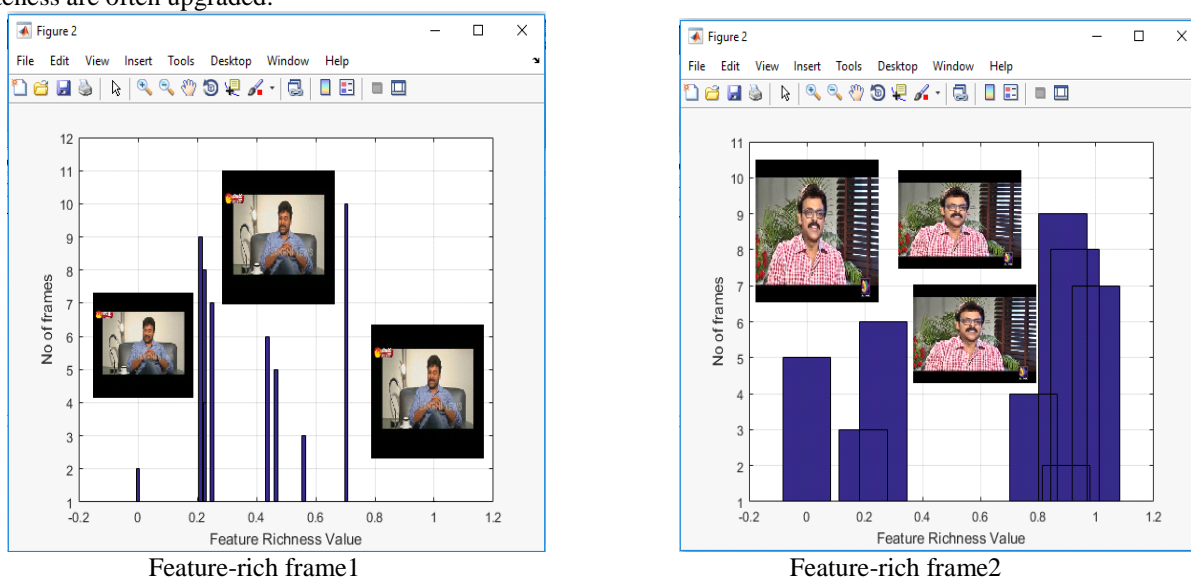 are often upgraded.
Figure 2
File Edit View Insert Tools Desktop Window Help
12
11
10
9
8
7
6
5
4
3
2
1
No of frames
-0.2 0 0.2 0.4 0.6 0.8 1 1.2
Feature Richness Value
Feature-rich frame1
Figure 2
File Edit View Insert Tools Desktop Window Help
11
10
9
8
7
6
5
4
3
2
1
No of frames
-0.2 0 0.2 0.4 0.6 0.8 1 1.2
Feature Richness Value
Feature-rich frame2